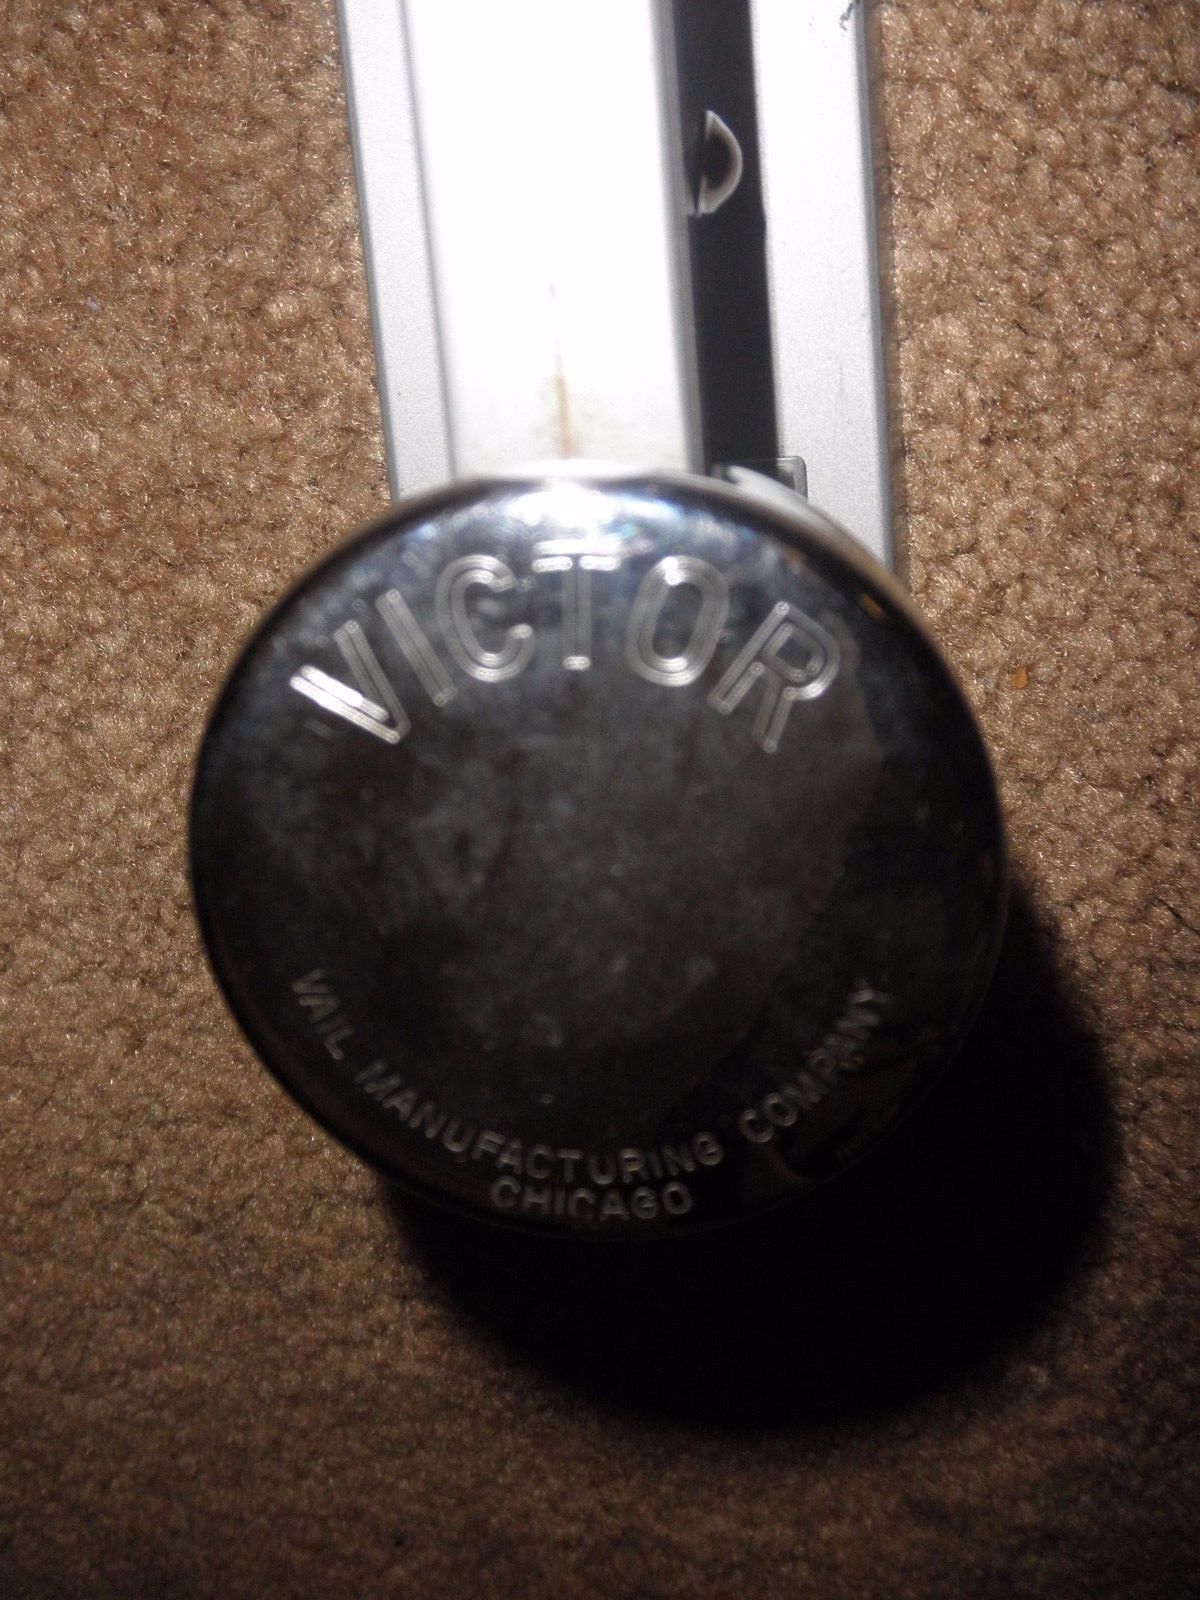 VICTOR
VAIL MANUFACTURING COMPANY
CHICAGO